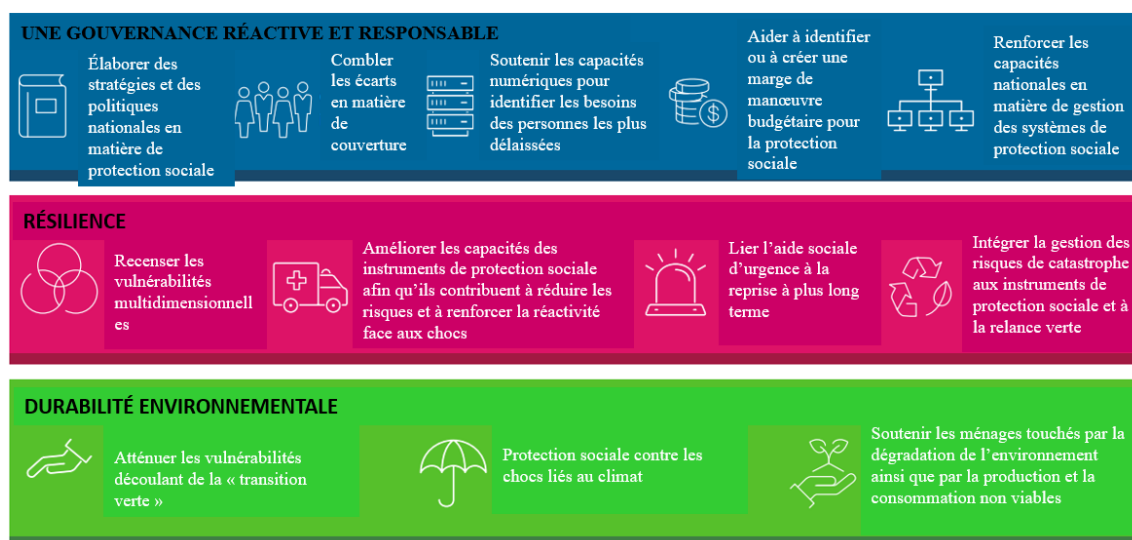 UNE GOUVERNANCE RÉACTIVE ET RESPONSABLE
Élaborer des
stratégies et des
politiques
nationales en
matière de
protection sociale
Combler
les écarts
en matière
de
couverture
Soutenir les capacités
numériques pour
identifier les besoins
des personnes les plus
délaissées
Aider à identifier
ou à créer une
marge de
manœuvre
budgétaire pour
la protection
sociale
Renforcer les
capacités
nationales en
matière de gestion
des systèmes de
protection sociale
RÉSILIENCE
Recenser les
vulnérabilités
multidimensionnell
es
Améliorer les capacités des
instruments de protection sociale
afin qu’ils contribuent à réduire les
risques et à renforcer la réactivité
face aux chocs
Lier l’aide sociale
d’urgence à la
reprise à plus long
terme
Intégrer la gestion des
risques de catastrophe
aux instruments de
protection sociale et à
la relance verte
DURABILITÉ ENVIRONNEMENTALE
Atténuer les vulnérabilités
découlant de la « transition
verte »
Protection sociale contre les
chocs liés au climat
Soutenir les ménages touchés par la
dégradation de l’environnement
ainsi que par la production et la
consommation non viables